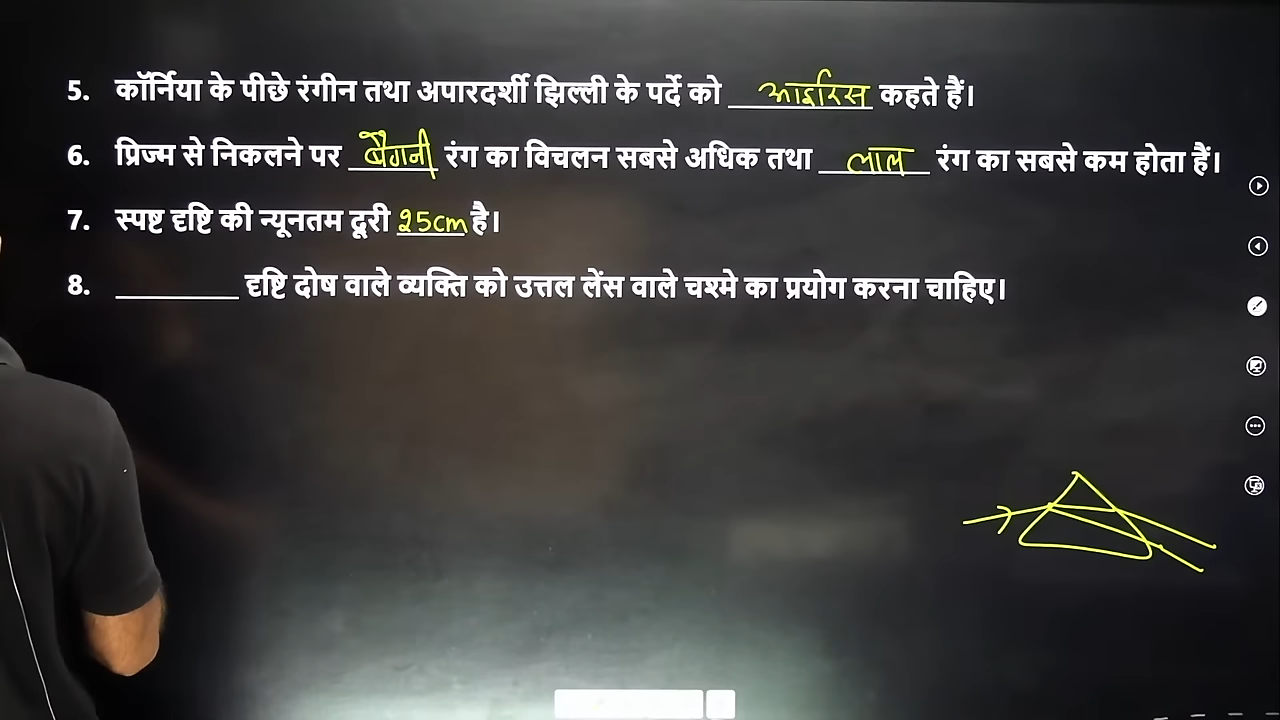 5. कॉर्निया के पीछे रंगीन तथा अपारदर्शी झिल्ली के पर्दे को आइरिस कहते हैं।
6. प्रिज्म से निकलने पर बैंगनी रंग का विचलन सबसे अधिक तथा लाल रंग का सबसे कम होता हैं।
7. स्पष्ट दृष्टि की न्यूनतम दूरी 25cm है।
8. ________ दृष्टि दोष वाले व्यक्ति को उत्तल लेंस वाले चश्मे का प्रयोग करना चाहिए।